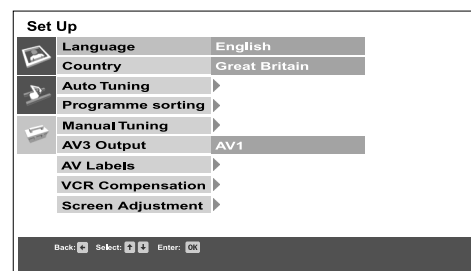 Set Up
Language English
Country Great Britain
Auto Tuning
Programme sorting
Manual Tuning
AV3 Output AV1
AV Labels
VCR Compensation
Screen Adjustment
Back: Select: Enter: OK